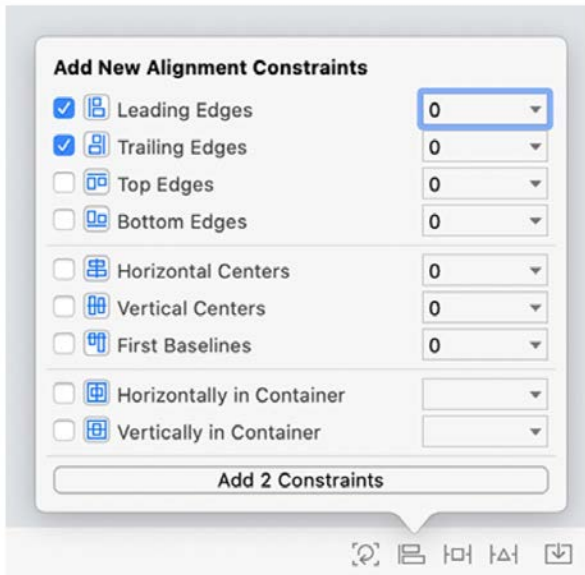 Add New Alignment Constraints
Leading Edges 0
Trailing Edges 0
Top Edges 0
Bottom Edges 0
Horizontal Centers 0
Vertical Centers 0
First Baselines 0
Horizontally in Container
Vertically in Container
Add 2 Constraints